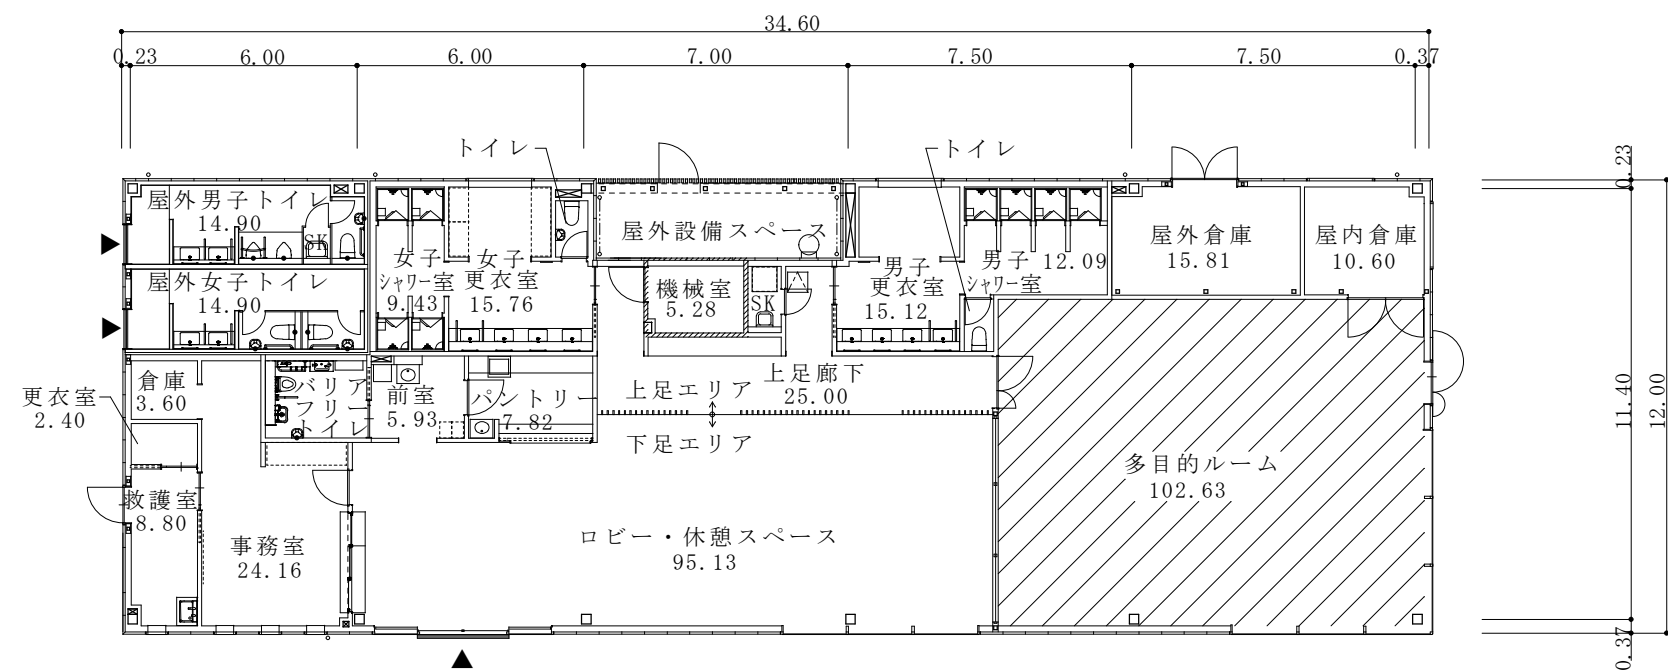 34.60
0.23
6.00
6.00
7.00
7.50
7.50
0.37
トイレ
トイレ
0.23
屋外男子トイレ
14.90
SK
屋外設備スペース
屋外倉庫
15.81
屋内倉庫
10.60
屋外女子トイレ
14.90
女子
シャワー室
9.43
女子
更衣室
15.76
機械室
5.28
SK
男子
更衣室
15.12
男子
シャワー室
12.09
倉庫
3.60
更衣室
2.40
バリア
フリー
トイレ
前室
5.93
パントリー
7.82
上足エリア
上足廊下
25.00
下足エリア
11.40
12.00
多目的ルーム
102.63
救護室
8.80
事務室
24.16
ロビー・休憩スペース
95.13
0.37